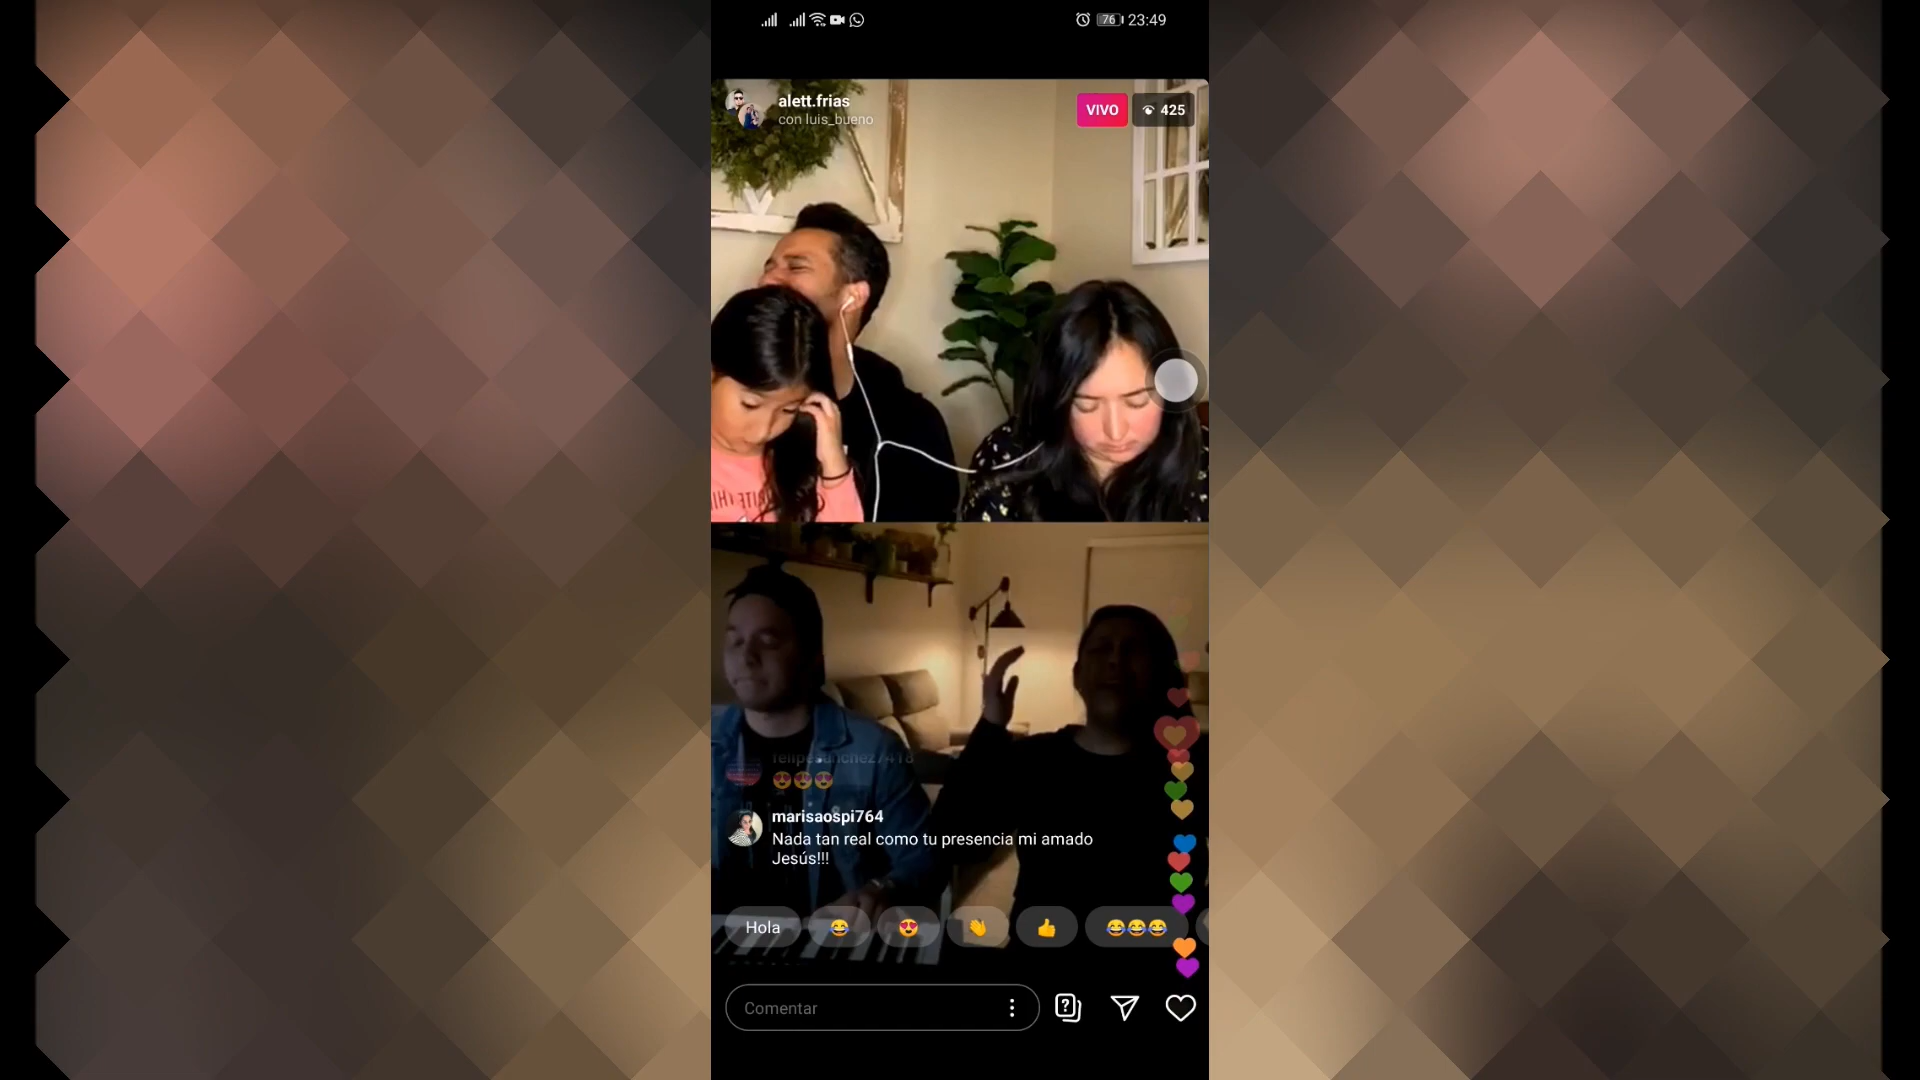 76 23:49
alett.frias
con luis_bueno
VIVO 425
felipesanchez7418
marisaospi764
Nada tan real como tu presencia mi amado
Jesús!!!
Hola
Comentar